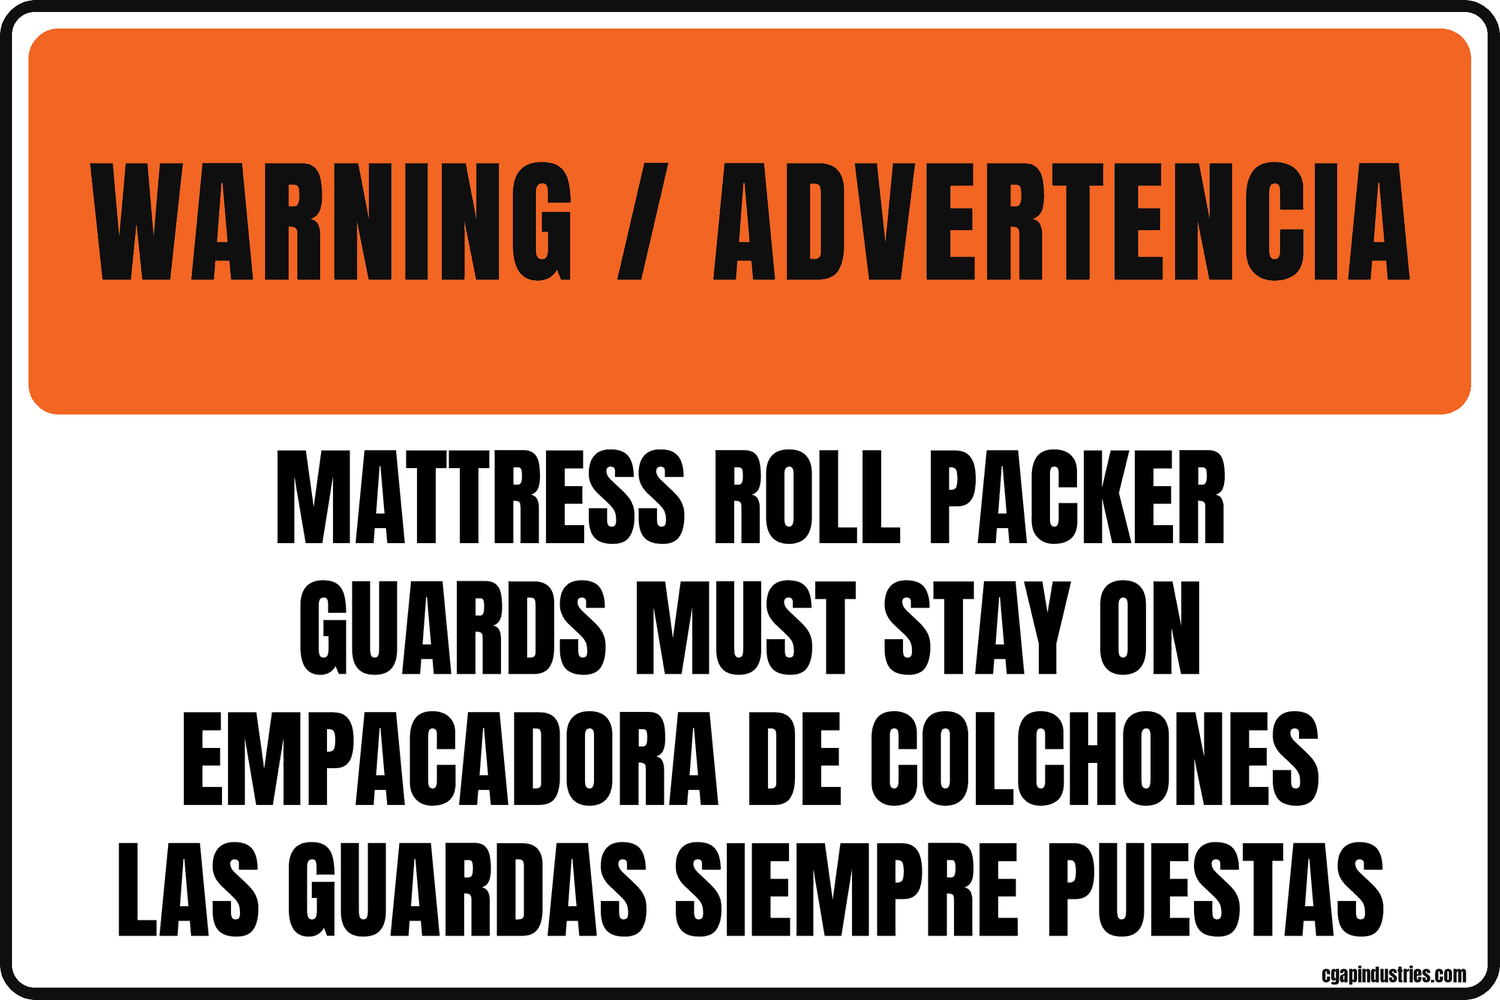 WARNING / ADVERTENCIA
MATTRESS ROLL PACKER
GUARDS MUST STAY ON
EMPACADORA DE COLCHONES
LAS GUARDAS SIEMPRE PUESTAS
cgapindustries.com